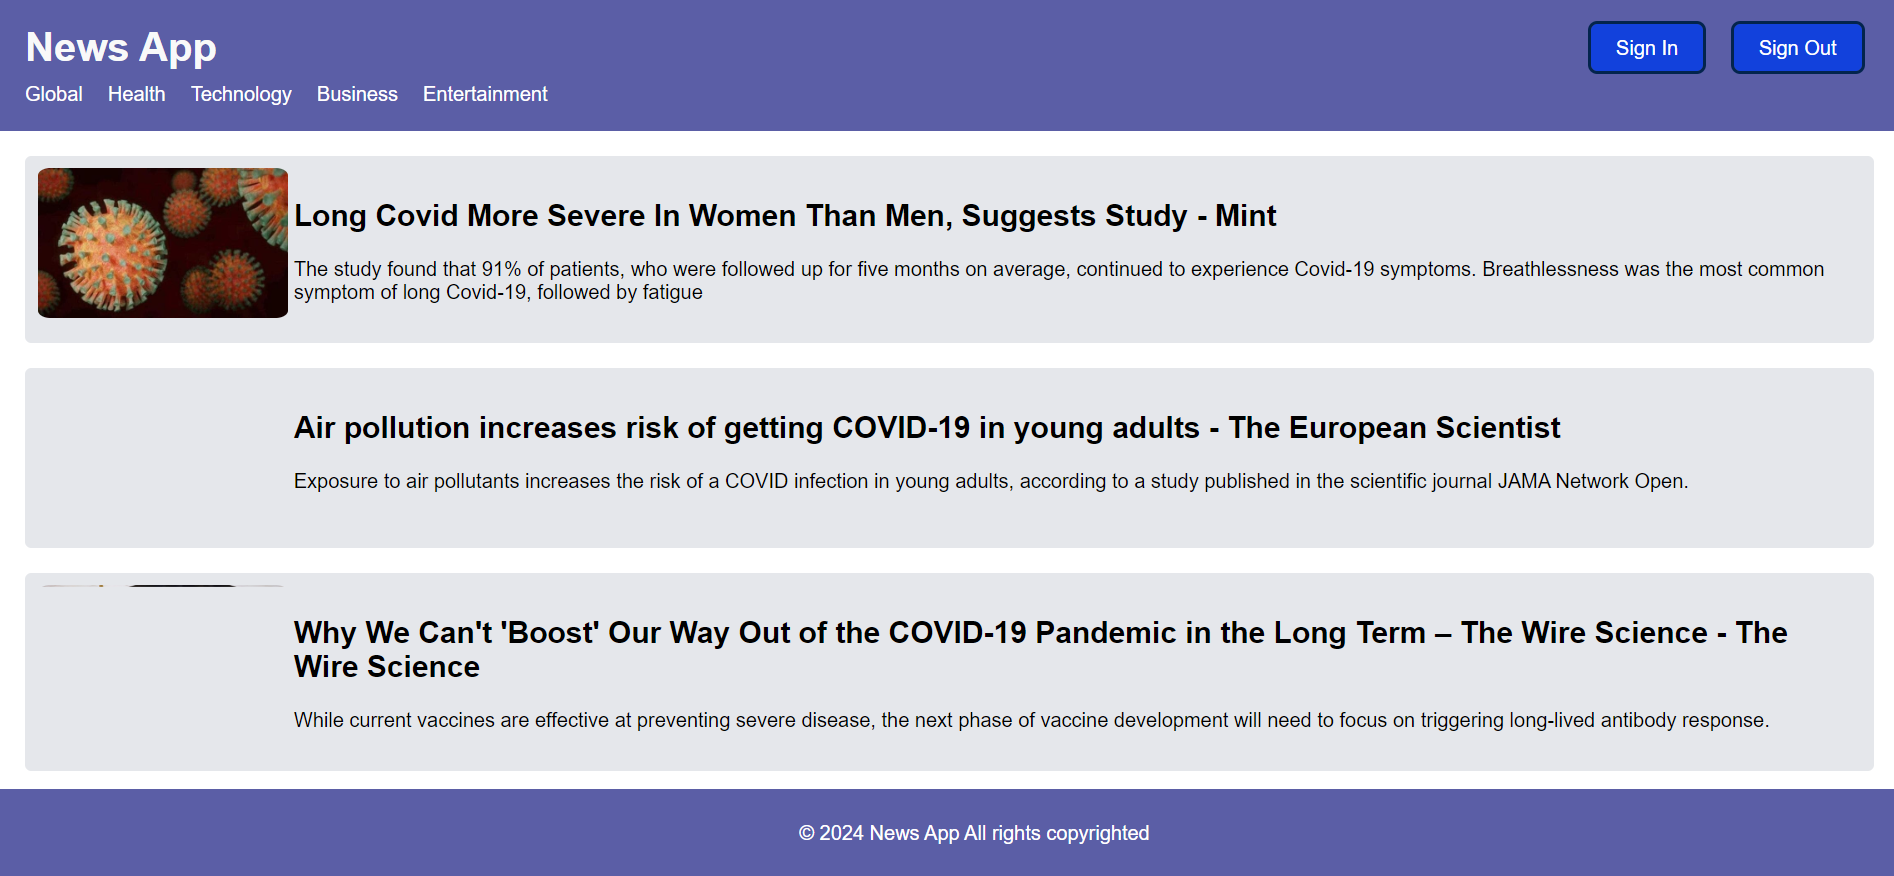 News App
Sign In
Sign Out
Global Health Technology Business Entertainment
Long Covid More Severe In Women Than Men, Suggests Study - Mint
The study found that 91% of patients, who were followed up for five months on average, continued to experience Covid-19 symptoms. Breathlessness was the most common
symptom of long Covid-19, followed by fatigue
Air pollution increases risk of getting COVID-19 in young adults - The European Scientist
Exposure to air pollutants increases the risk of a COVID infection in young adults, according to a study published in the scientific journal JAMA Network Open.
Why We Can't 'Boost' Our Way Out of the COVID-19 Pandemic in the Long Term – The Wire Science - The
Wire Science
While current vaccines are effective at preventing severe disease, the next phase of vaccine development will need to focus on triggering long-lived antibody response.
© 2024 News App All rights copyrighted